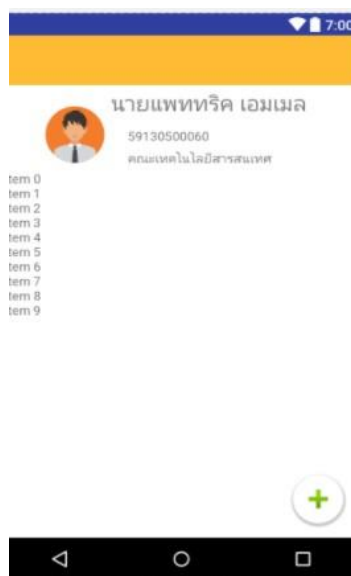 7:00
นายแพททริค เอมเมล
59130500060
คณะเทคโนโลยีสารสนเทศ
tem 0
tem 1
tem 2
tem 3
tem 4
tem 5
tem 6
tem 7
tem 8
tem 9